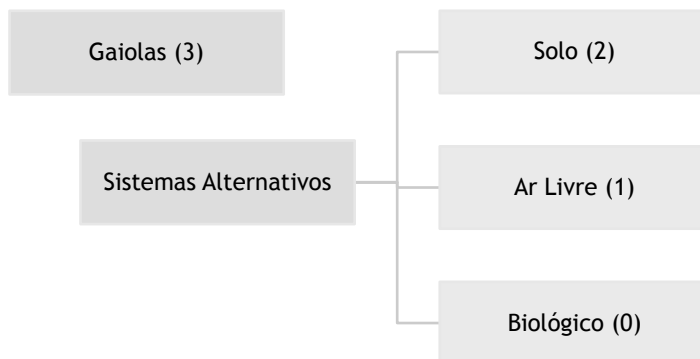 Gaiolas (3)
Solo (2)
Sistemas Alternativos
Ar Livre (1)
Biológico (0)